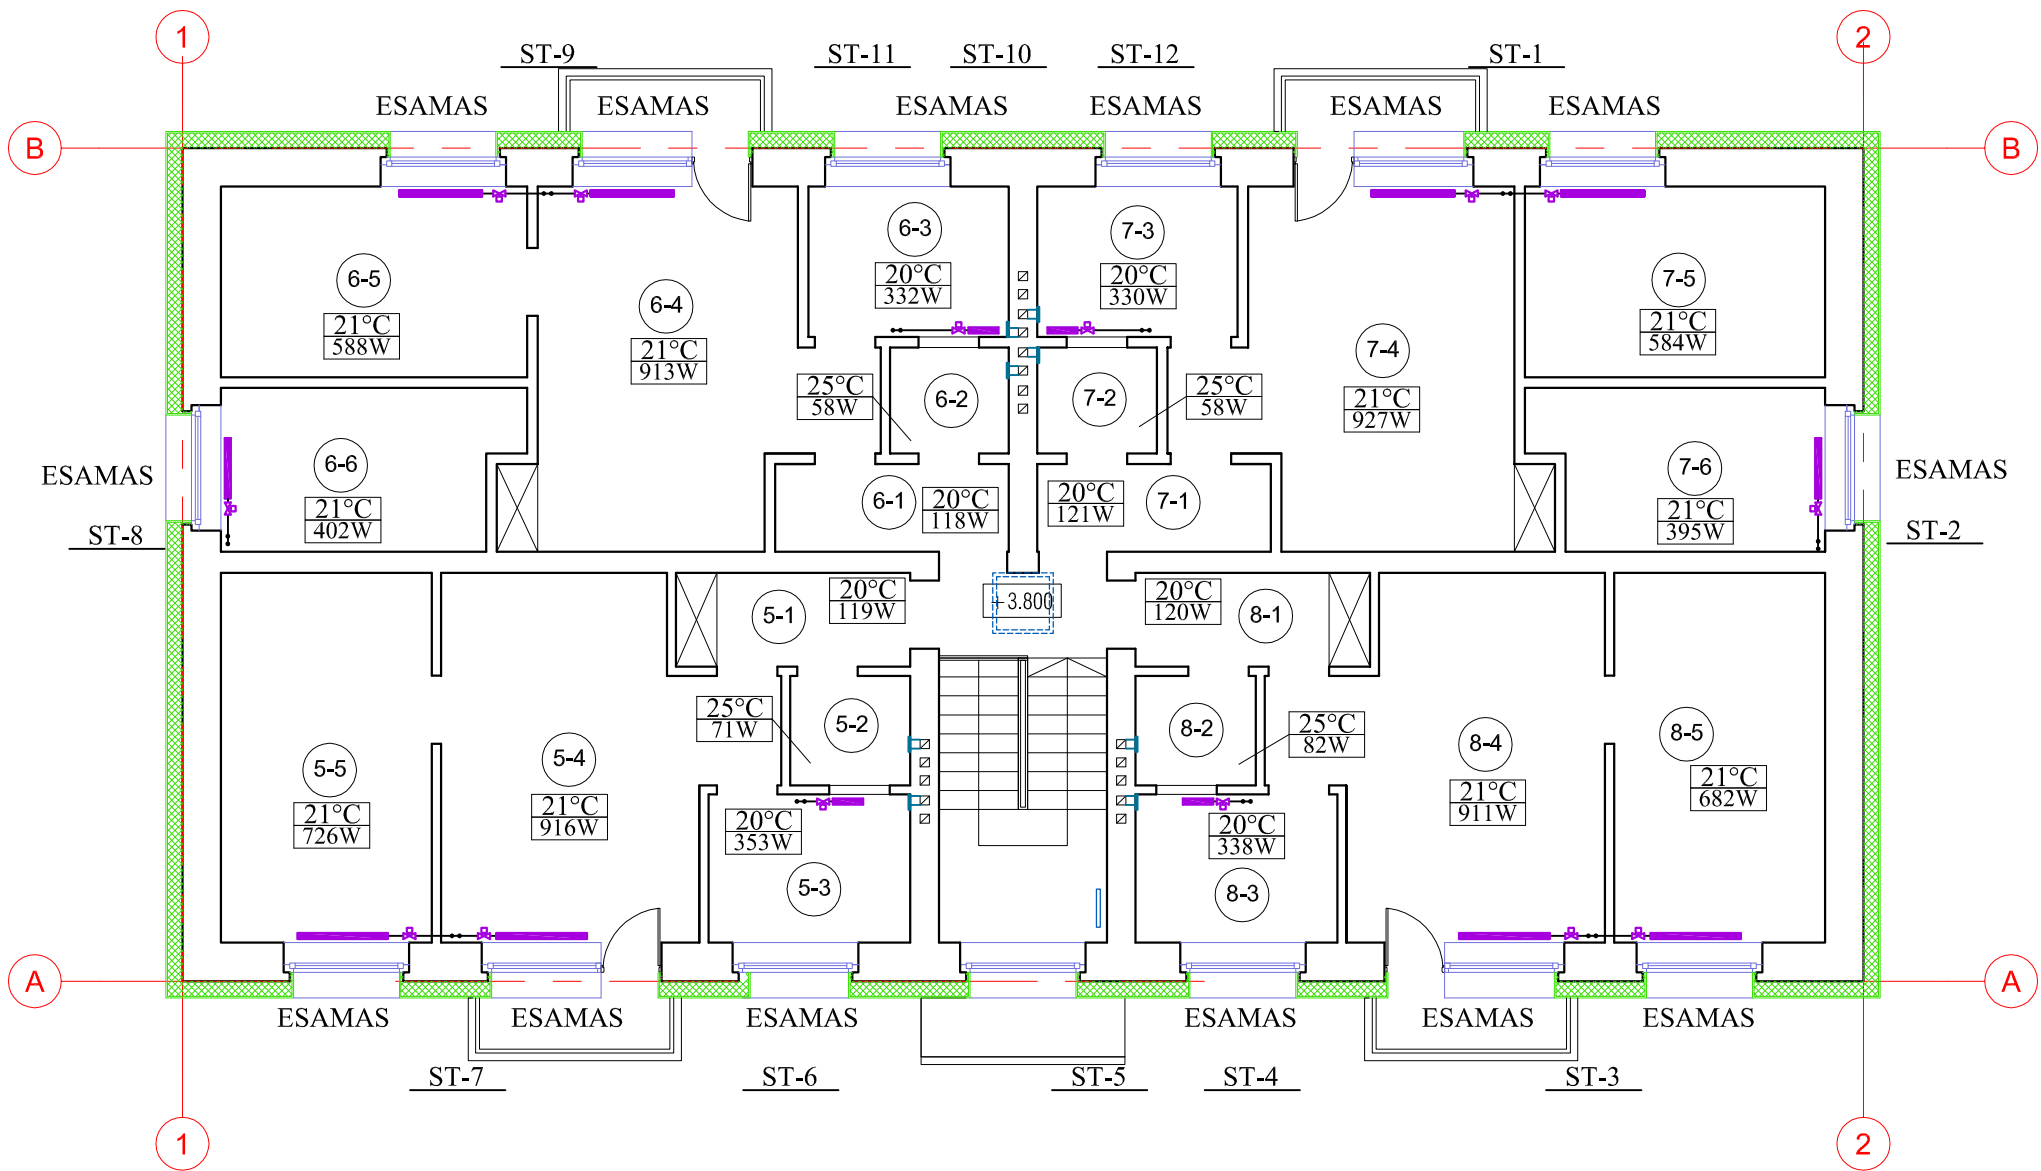 1
2
ST-9
ST-11
ST-10
ST-12
ST-1
ESAMAS
ESAMAS
ESAMAS
ESAMAS
ESAMAS
ESAMAS
B
B
6-3
20°C
332W
7-3
20°C
330W
6-5
21°C
588W
6-4
21°C
913W
7-4
21°C
927W
7-5
21°C
584W
25°C
58W
6-2
7-2
25°C
58W
ESAMAS
6-6
21°C
402W
6-1
20°C
118W
20°C
121W
7-1
7-6
21°C
395W
ESAMAS
ST-8
ST-2
5-1
20°C
119W
+3.800
20°C
120W
8-1
25°C
71W
5-2
8-2
25°C
82W
5-5
21°C
726W
5-4
21°C
916W
20°C
353W
5-3
20°C
338W
8-3
8-4
21°C
911W
8-5
21°C
682W
A
A
ESAMAS
ESAMAS
ESAMAS
ESAMAS
ESAMAS
ESAMAS
ST-7
ST-6
ST-5
ST-4
ST-3
1
2